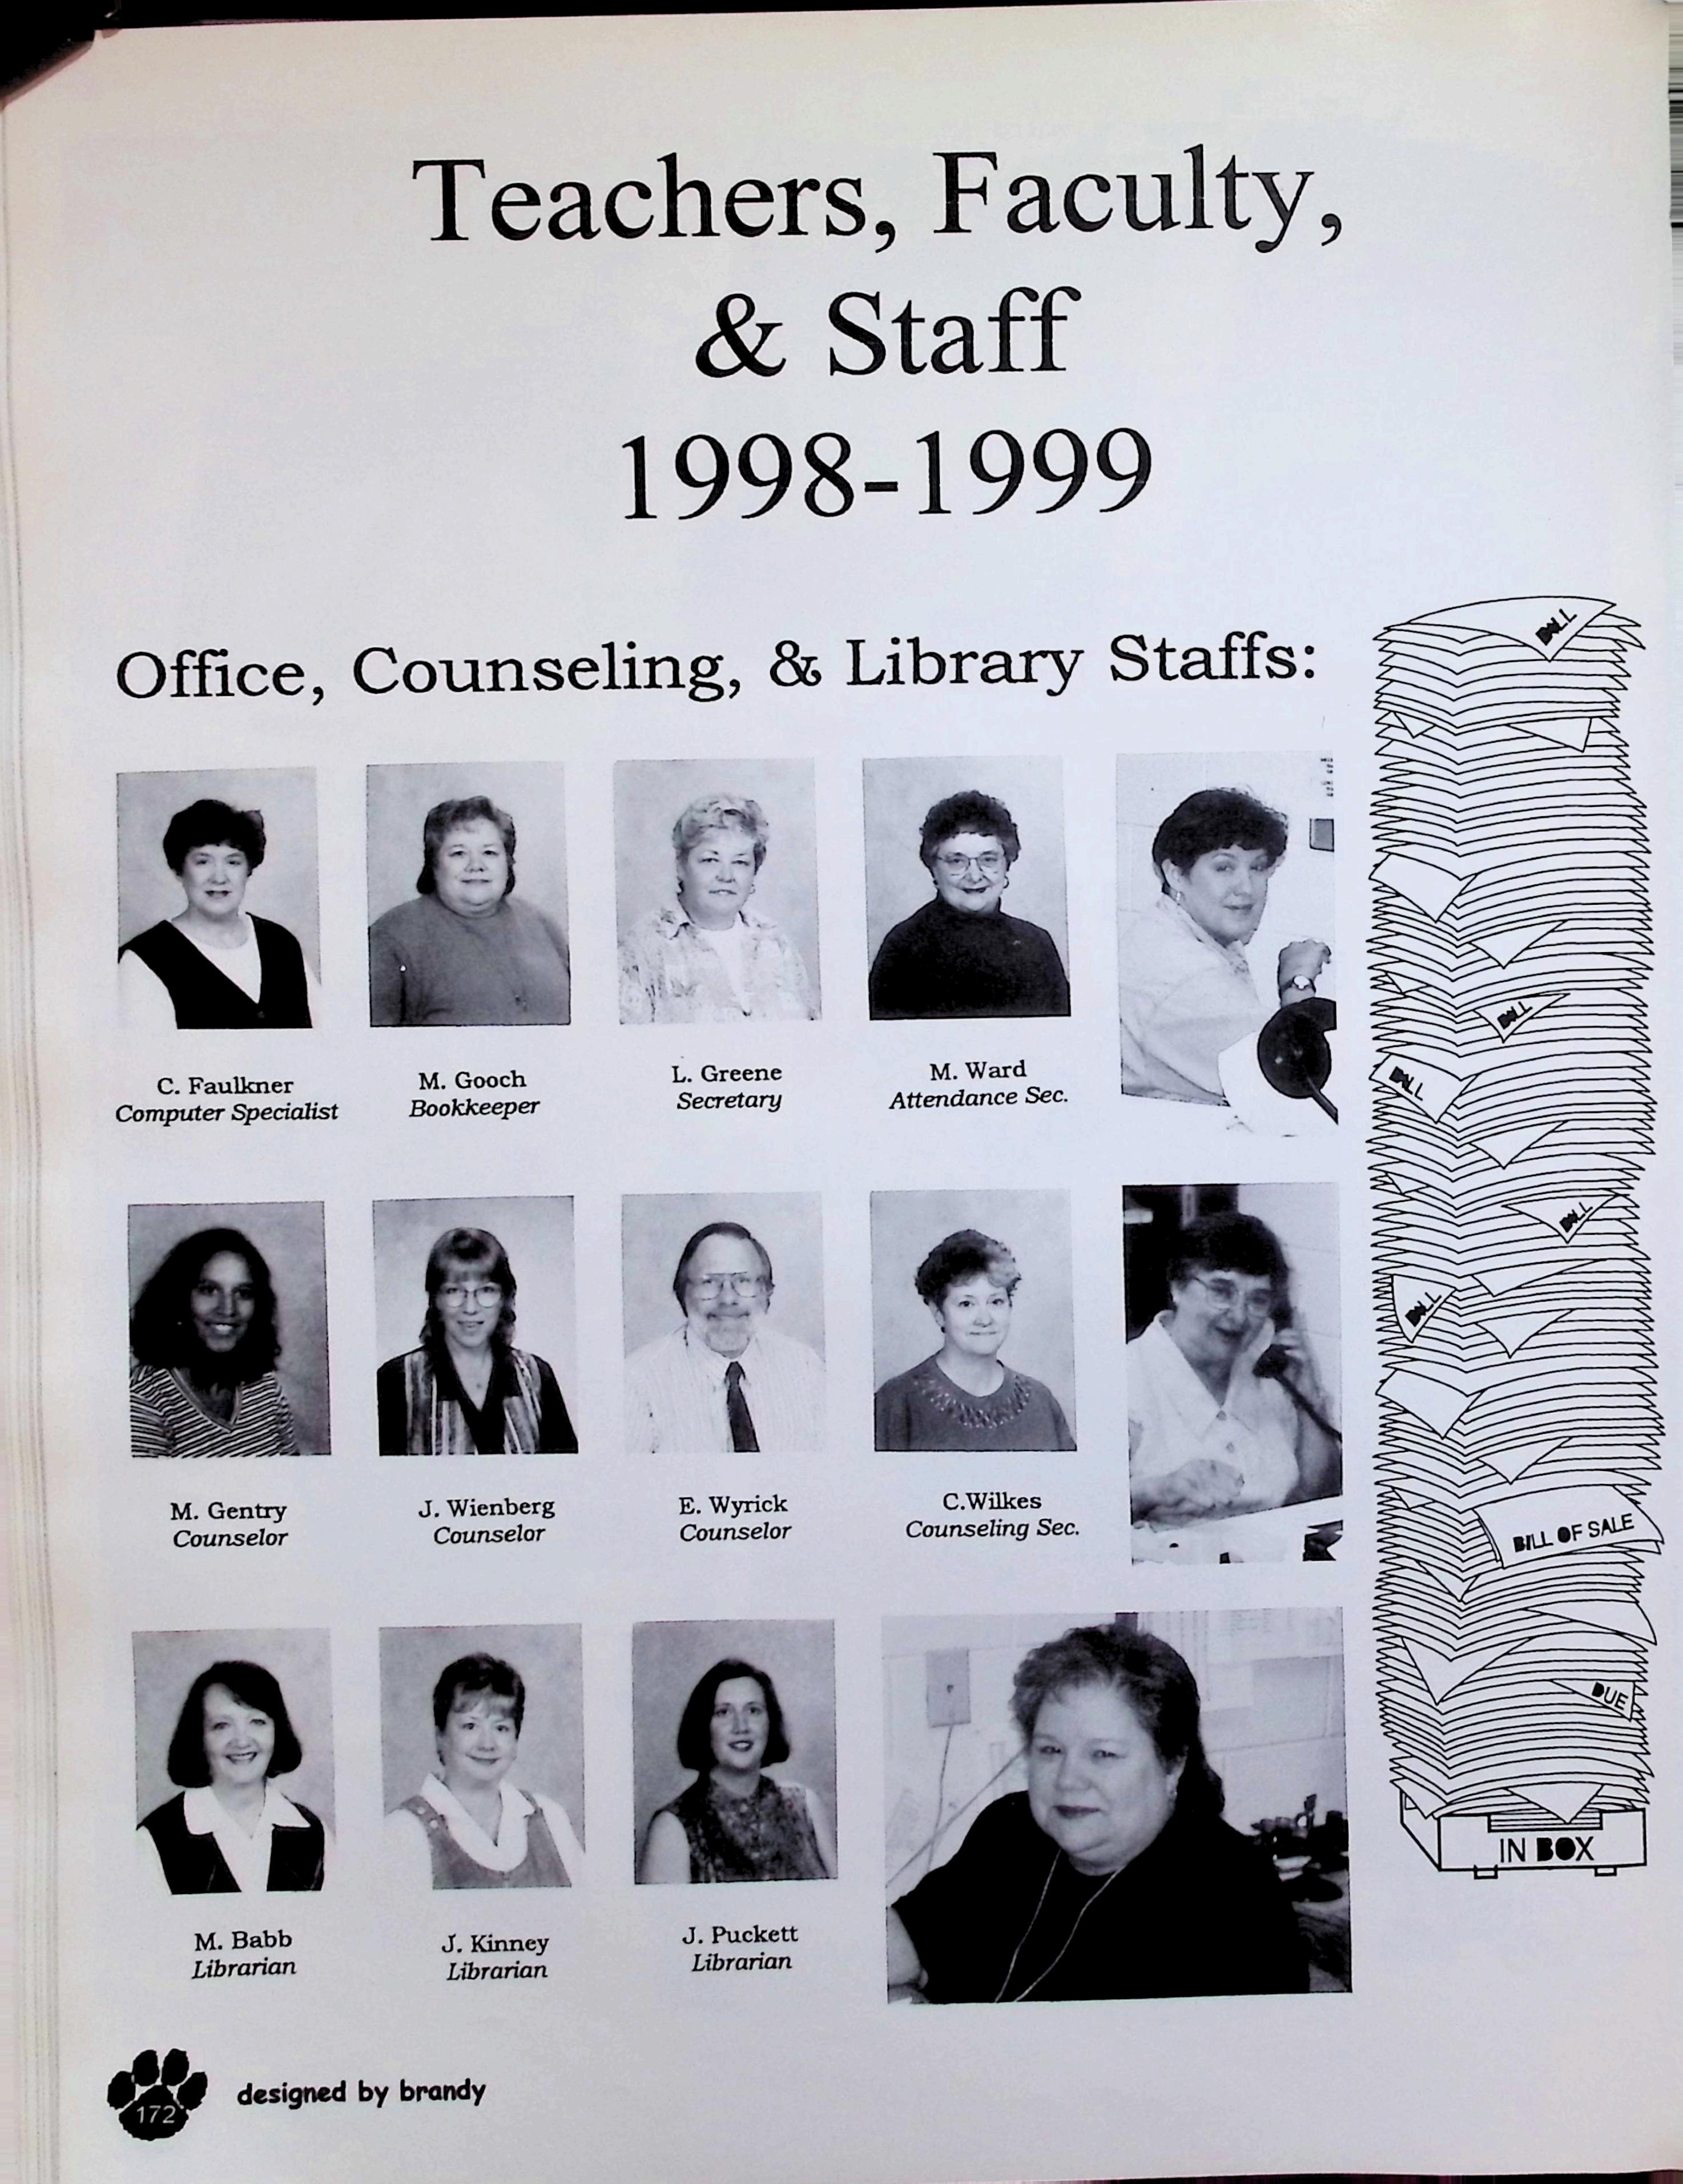 Teachers, Faculty,
& Staff
1998-1999
Office, Counseling, & Library Staffs:
BILL
C. Faulkner
Computer Specialist
M. Gooch
Bookkeeper
L. Greene
Secretary
M. Ward
Attendance Sec.
BILL
BILL
BILL
BILL
M. Gentry
Counselor
J. Wienberg
Counselor
E. Wyrick
Counselor
C.Wilkes
Counseling Sec.
BILL OF SALE
DUE
IN BOX
M. Babb
Librarian
J. Kinney
Librarian
J. Puckett
Librarian
172
designed by brandy